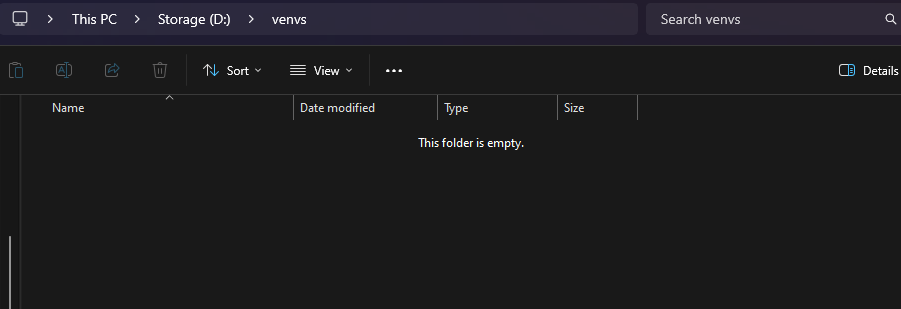 This PC Storage (D:) venvs Search venvs
Sort View Details
Name Date modified Type Size
This folder is empty.